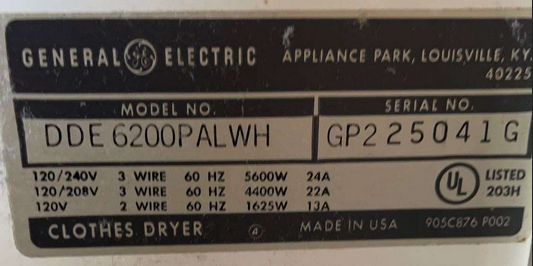 GENERAL GE ELECTRIC APPLIANCE PARK, LOUISVILLE, KY.
40225
MODEL NO. SERIAL NO.
DDE6200PALWH GP225041G
120/240V 3 WIRE 60 HZ 5600W 24A
120/208V 3 WIRE 60 HZ 4400W 22A
120V 2 WIRE 60 HZ 1625W 13A
UL LISTED
203H
CLOTHES DRYER 4 MADE IN USA 905C876 P002